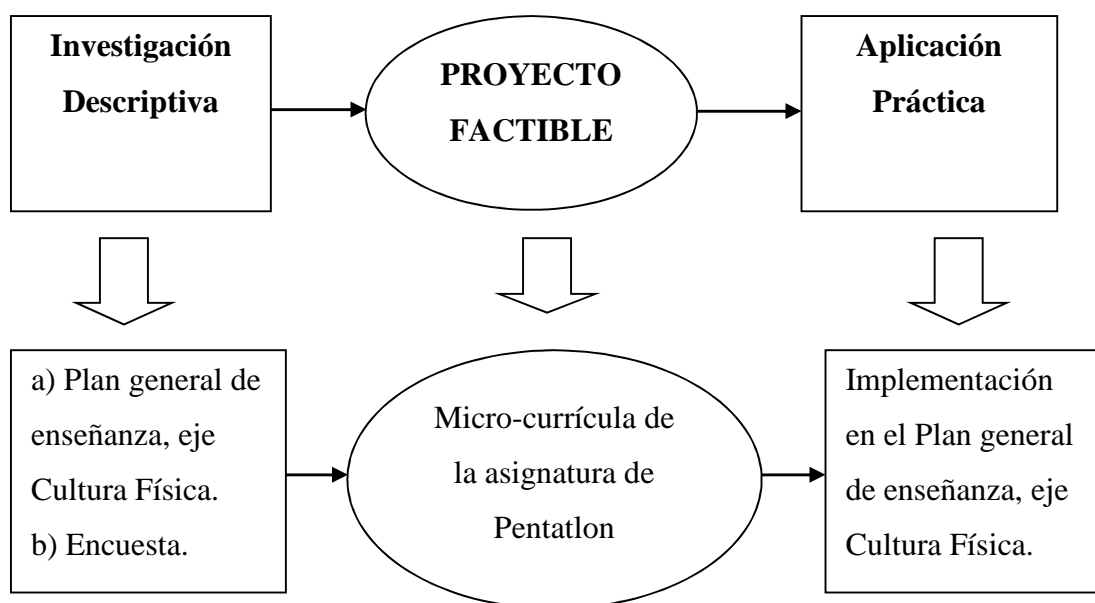 Investigación
Descriptiva
PROYECTO
FACTIBLE
Aplicación
Práctica
a) Plan general de
enseñanza, eje
Cultura Física.
b) Encuesta.
Micro-currícula de
la asignatura de
Pentatlon
Implementación
en el Plan general
de enseñanza, eje
Cultura Física.